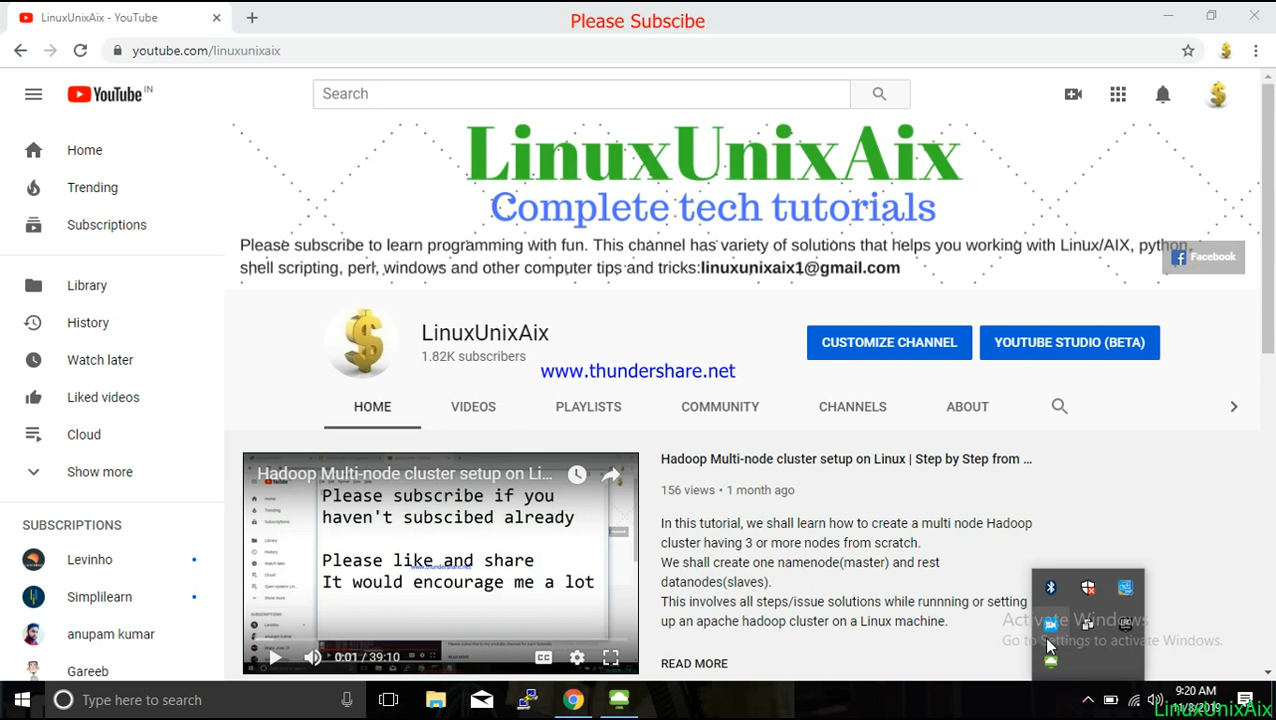 LinuxUnixAix - YouTube
Please Subscibe
youtube.com/linuxunixaix
YouTube IN
Search
Home
Trending
Subscriptions
Library
History
Watch later
Liked videos
Cloud
Show more
SUBSCRIPTIONS
Levinho
Simplilearn
anupam kumar
Gareeb
LinuxUnixAix
Complete tech tutorials
Please subscribe to learn programming with fun. This channel has variety of solutions that helps you working with Linux/AIX, python,
shell scripting, perl, windows and other computer tips and tricks:linuxunixaix1@gmail.com
Facebook
LinuxUnixAix
1.82K subscribers
CUSTOMIZE CHANNEL
YOUTUBE STUDIO (BETA)
www.thundershare.net
HOME
VIDEOS
PLAYLISTS
COMMUNITY
CHANNELS
ABOUT
Hadoop Multi-node cluster setup on Li...
Please subscribe if you
haven't subscibed already
Please like and share
www.thundershare.net
It would encourage me a lot
0:01 / 39:10
CC
Hadoop Multi-node cluster setup on Linux | Step by Step from ...
156 views • 1 month ago
In this tutorial, we shall learn how to create a multi node Hadoop
cluster having 3 or more nodes from scratch.
We shall create one namenode(master) and rest
datanodes(slaves).
This involves all steps/issue solutions while runnning or setting
up an apache hadoop cluster on a Linux machine.
READ MORE
Activate Windows
Go to Settings to activate Windows.
Type here to search
9:20 AM
LinuxUnixAix